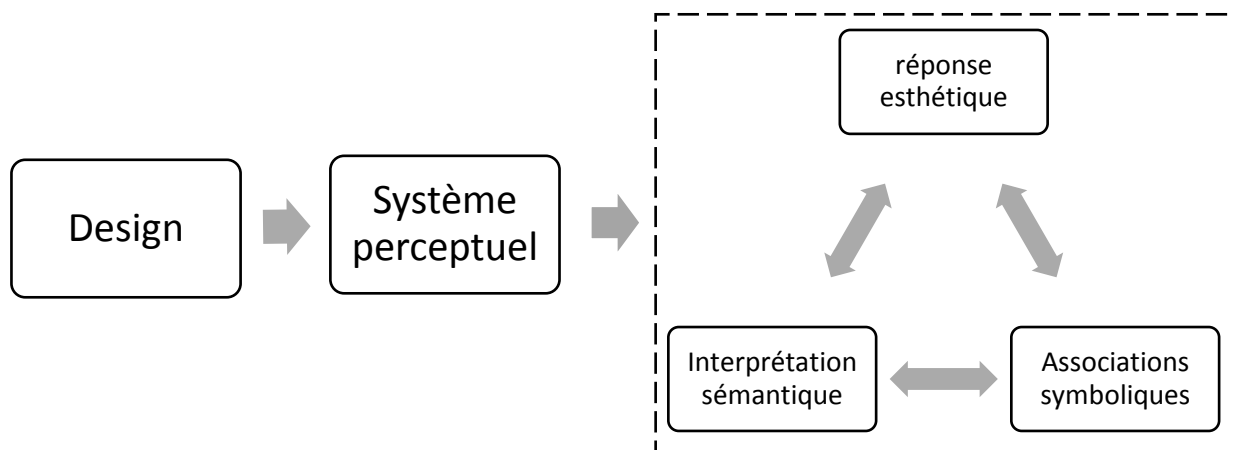 Design
Système
perceptuel
réponse
esthétique
Interprétation
sémantique
Associations
symboliques